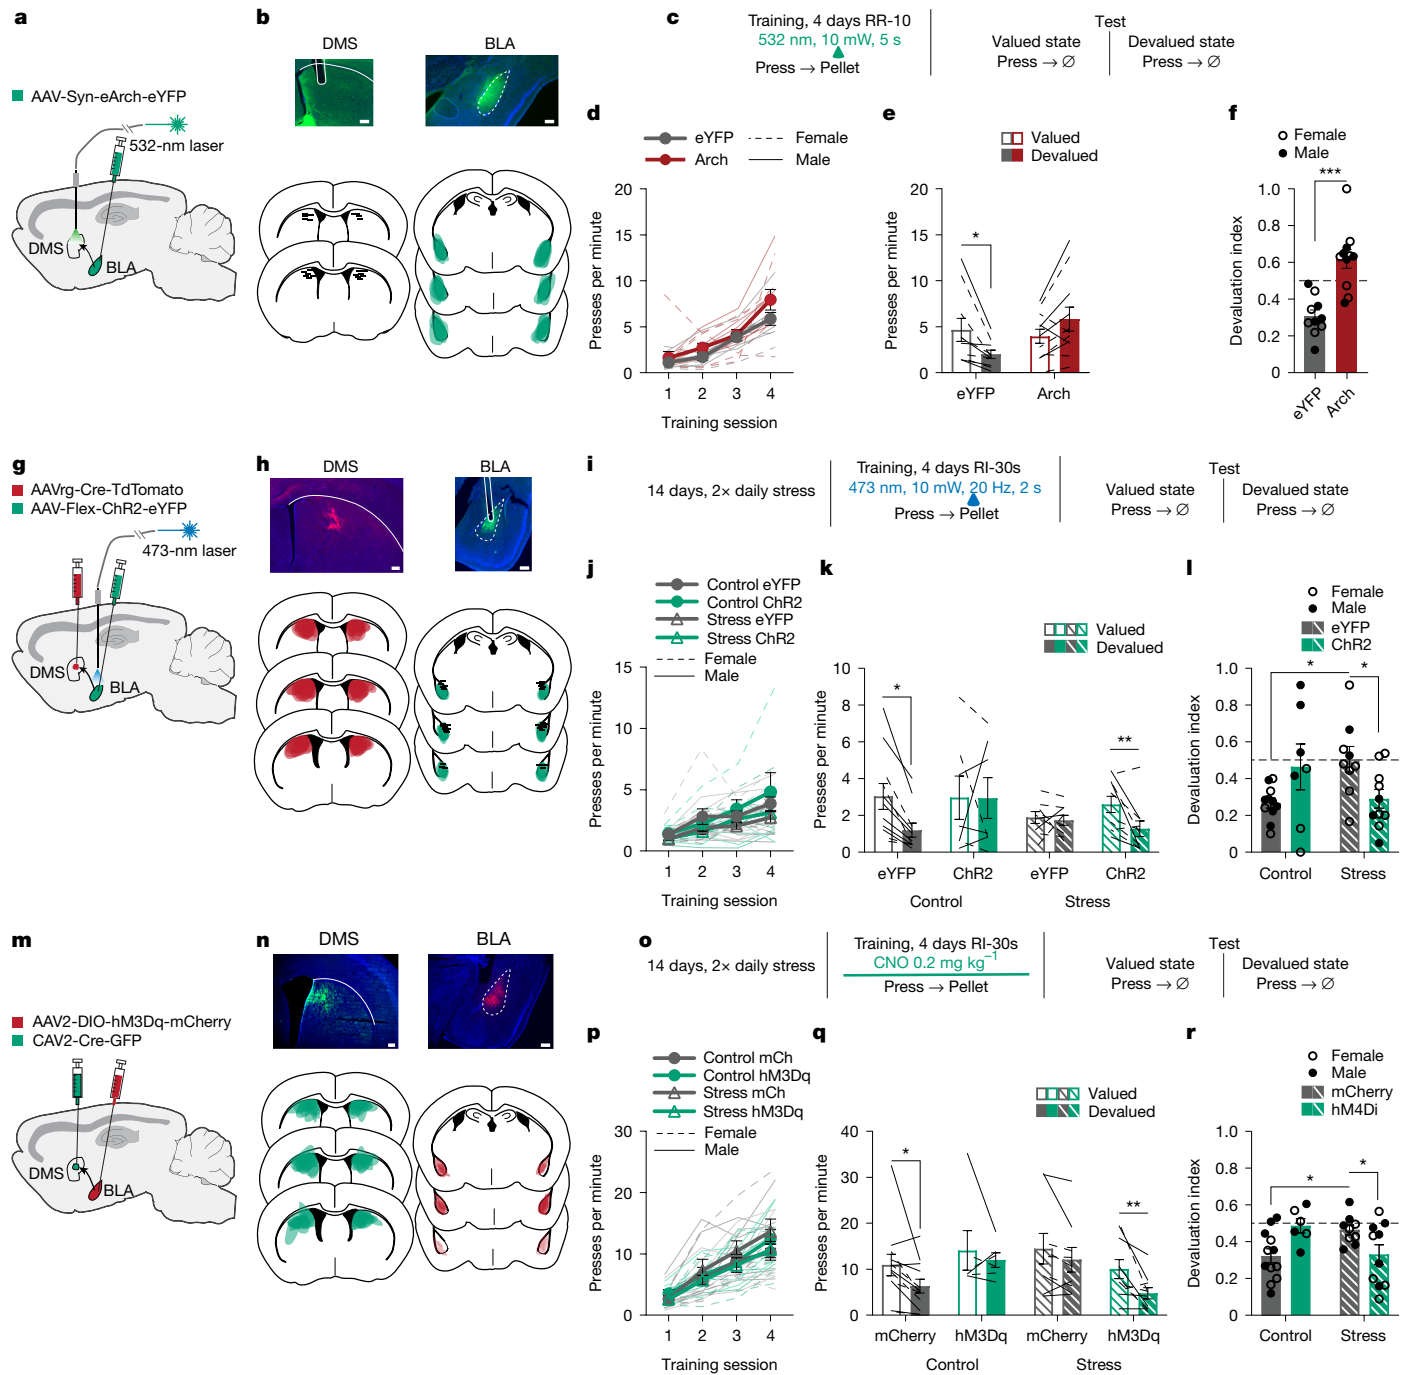 a
AAV-Syn-eArch-eYFP
532-nm laser
DMS
BLA
b
DMS
BLA
c
Training, 4 days RR-10
532 nm, 10 mW, 5 s
Press → Pellet
Test
Valued state
Press → ∅
Devalued state
Press → ∅
d
eYFP
Arch
Female
Male
Presses per minute
20
15
10
5
0
1 2 3 4
Training session
e
Valued
Devalued
Presses per minute
20
15
10
5
0
*
eYFP
Arch
f
Female
Male
Devaluation index
1.0
0.8
0.6
0.4
0.2
0
***
eYFP
Arch
g
AAVrg-Cre-TdTomato
AAV-Flex-ChR2-eYFP
473-nm laser
DMS
BLA
h
DMS
BLA
i
14 days, 2× daily stress
Training, 4 days RI-30s
473 nm, 10 mW, 20 Hz, 2 s
Press → Pellet
Test
Valued state
Press → ∅
Devalued state
Press → ∅
j
Control eYFP
Control ChR2
Stress eYFP
Stress ChR2
Female
Male
Presses per minute
15
10
5
0
1 2 3 4
Training session
k
Valued
Devalued
Presses per minute
10
8
6
4
2
0
*
**
eYFP ChR2 eYFP ChR2
Control Stress
l
Female
Male
eYFP
ChR2
Devaluation index
1.0
0.8
0.6
0.4
0.2
0
*
*
Control Stress
m
AAV2-DIO-hM3Dq-mCherry
CAV2-Cre-GFP
DMS
BLA
n
DMS
BLA
o
14 days, 2× daily stress
Training, 4 days RI-30s
CNO 0.2 mg kg⁻¹
Press → Pellet
Test
Valued state
Press → ∅
Devalued state
Press → ∅
p
Control mCh
Control hM3Dq
Stress mCh
Stress hM3Dq
Female
Male
Presses per minute
30
20
10
0
1 2 3 4
Training session
q
Valued
Devalued
Presses per minute
40
30
20
10
0
*
**
mCherry hM3Dq mCherry hM3Dq
Control Stress
r
Female
Male
mCherry
hM4Di
Devaluation index
1.0
0.8
0.6
0.4
0.2
0
*
*
Control Stress